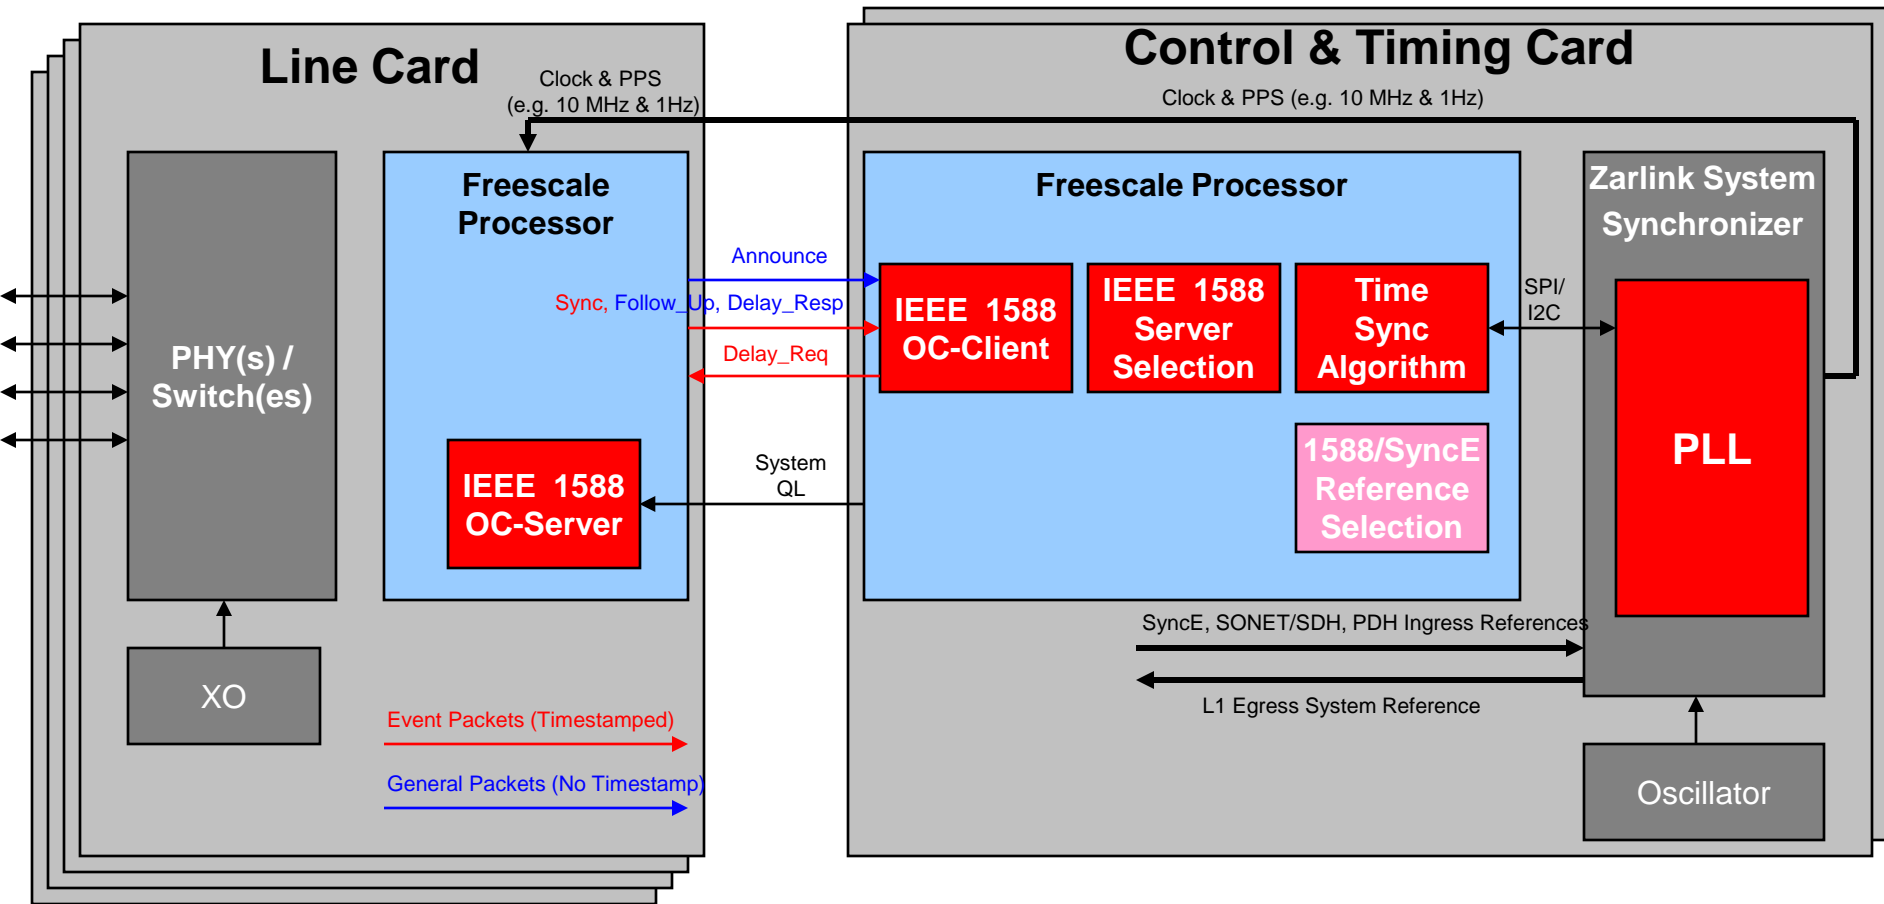 Line Card
Clock & PPS
(e.g. 10 MHz & 1Hz)
Control & Timing Card
Clock & PPS (e.g. 10 MHz & 1Hz)
Freescale
Processor
Freescale Processor
Zarlink System
Synchronizer
Announce
Sync, Follow_Up, Delay_Resp
Delay_Req
IEEE 1588
OC-Client
IEEE 1588
Server
Selection
Time
Sync
Algorithm
SPI/
I2C
PHY(s) /
Switch(es)
PLL
IEEE 1588
OC-Server
System
QL
1588/SyncE
Reference
Selection
SyncE, SONET/SDH, PDH Ingress References
L1 Egress System Reference
XO
Event Packets (Timestamped)
General Packets (No Timestamp)
Oscillator